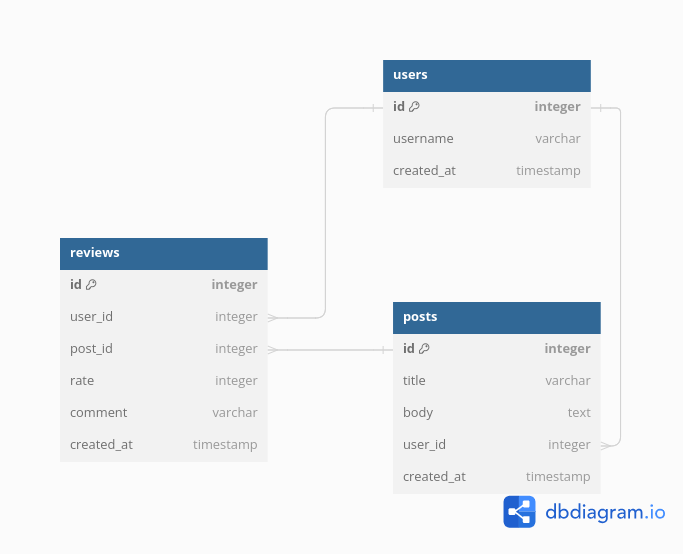 users
id integer
username varchar
created_at timestamp
reviews
id integer
user_id integer
post_id integer
rate integer
comment varchar
created_at timestamp
posts
id integer
title varchar
body text
user_id integer
created_at timestamp
dbdiagram.io